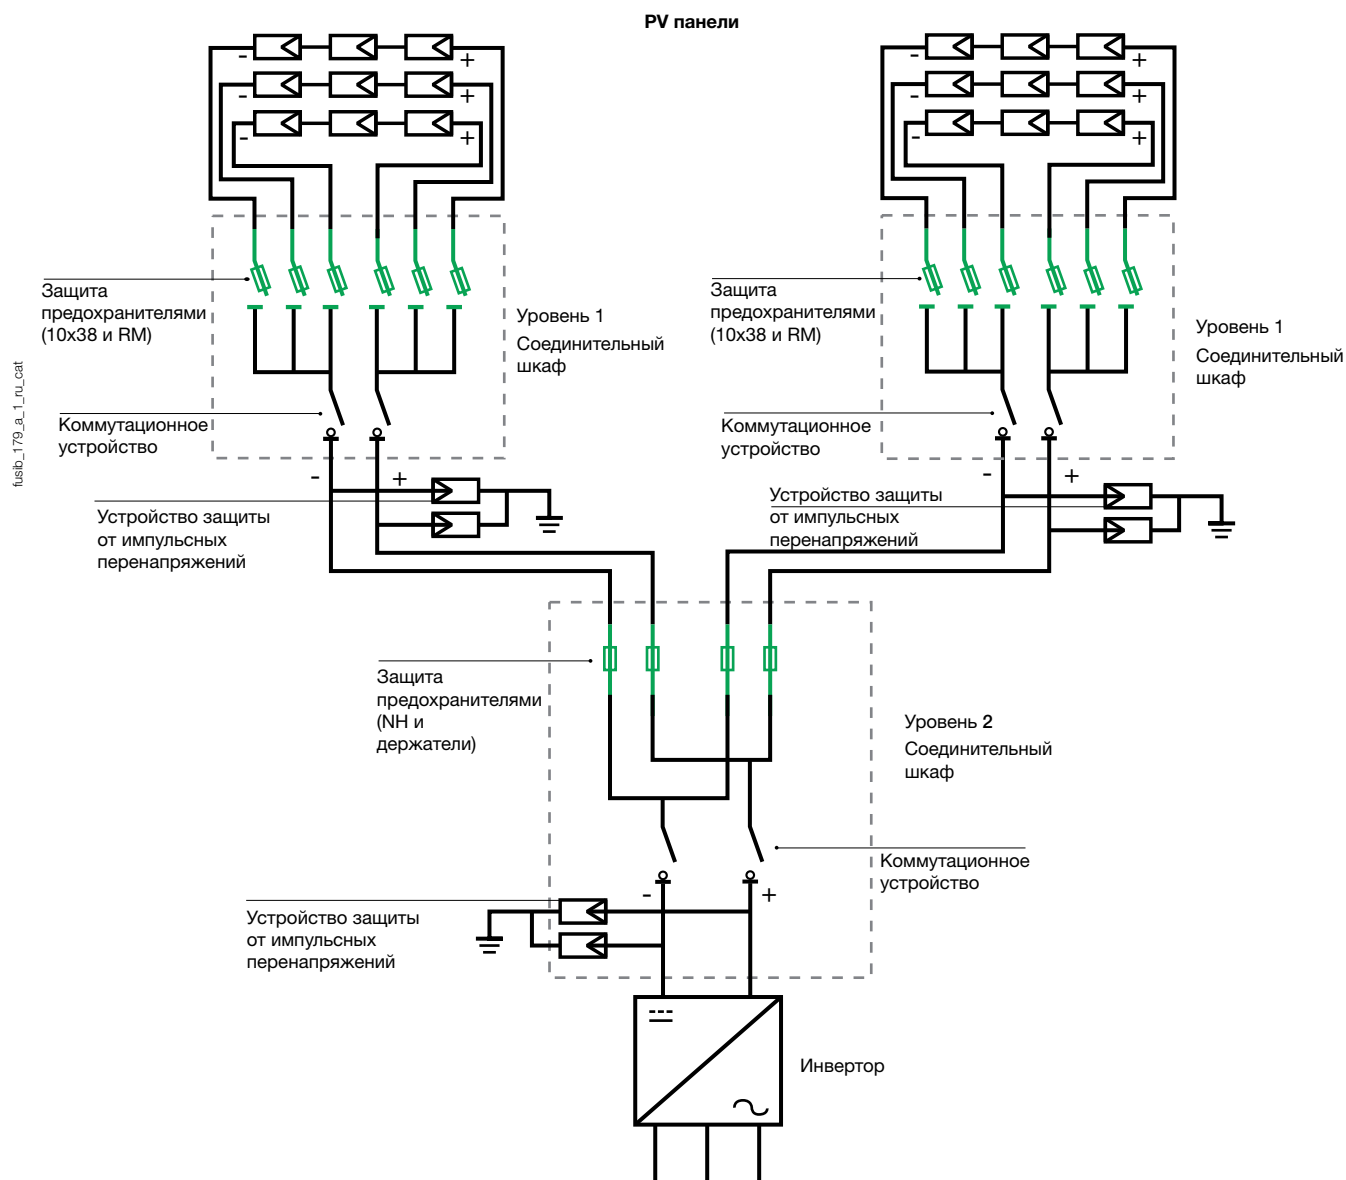 PV панели
-
+
-
+
-
+
-
+
-
+
-
+
Защита
предохранителями
(10x38 и RM)
Уровень 1
Соединительный
шкаф
Защита
предохранителями
(10x38 и RM)
Уровень 1
Соединительный
шкаф
fusib_179_a_1_ru_cat
Коммутационное
устройство
Коммутационное
устройство
-
+
-
+
Устройство защиты
от импульсных
перенапряжений
Устройство защиты
от импульсных
перенапряжений
Защита
предохранителями
(NH и
держатели)
Уровень 2
Соединительный
шкаф
Коммутационное
устройство
-
+
Устройство защиты
от импульсных
перенапряжений
Инвертор